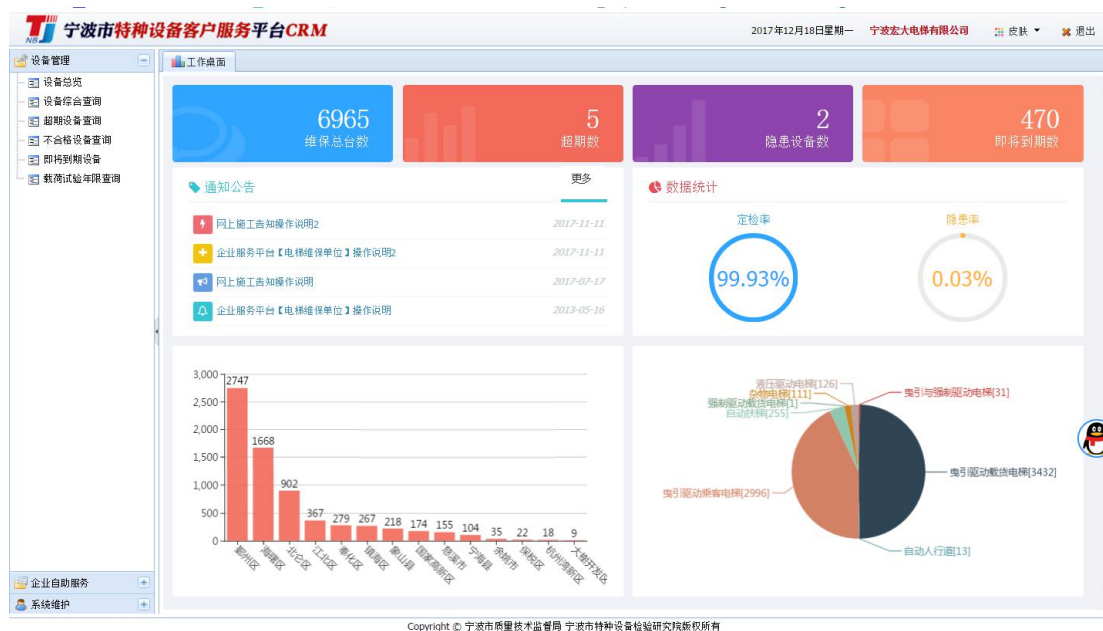 NB 宁波市特种设备客户服务平台CRM
2017年12月18日星期一 宁波宏大电梯有限公司 皮肤 退出
设备管理
设备总览
设备综合查询
超期设备查询
不合格设备查询
即将到期设备
载荷试验年限查询
企业自助服务
系统维护
工作桌面
6965
维保总台数
5
超期数
2
隐患设备数
470
即将到期数
通知公告 更多
网上施工告知操作说明2 2017-11-11
企业服务平台【电梯维保单位】操作说明2 2017-11-11
网上施工告知操作说明 2017-07-17
企业服务平台【电梯维保单位】操作说明 2013-05-16
数据统计
定检率 隐患率
99.93% 0.03%
3,000
2,500
2,000
1,500
1,000
500
0
2747 1668 902 367 279 267 218 174 155 104 35 22 18 9
鄞州区 海曙区 北仑区 江北区 奉化区 镇海区 象山县 国家高新区 慈溪市 宁海县 余姚市 保税区 杭州湾新区 大榭开发区
液压驱动电梯[126]
杂物电梯[111]
强制驱动载货电梯[1]
自动扶梯[255]
曳引与强制驱动电梯[31]
曳引驱动载货电梯[3432]
曳引驱动乘客电梯[2996]
自动人行道[13]
Copyright © 宁波市质量技术监督局 宁波市特种设备检验研究院版权所有